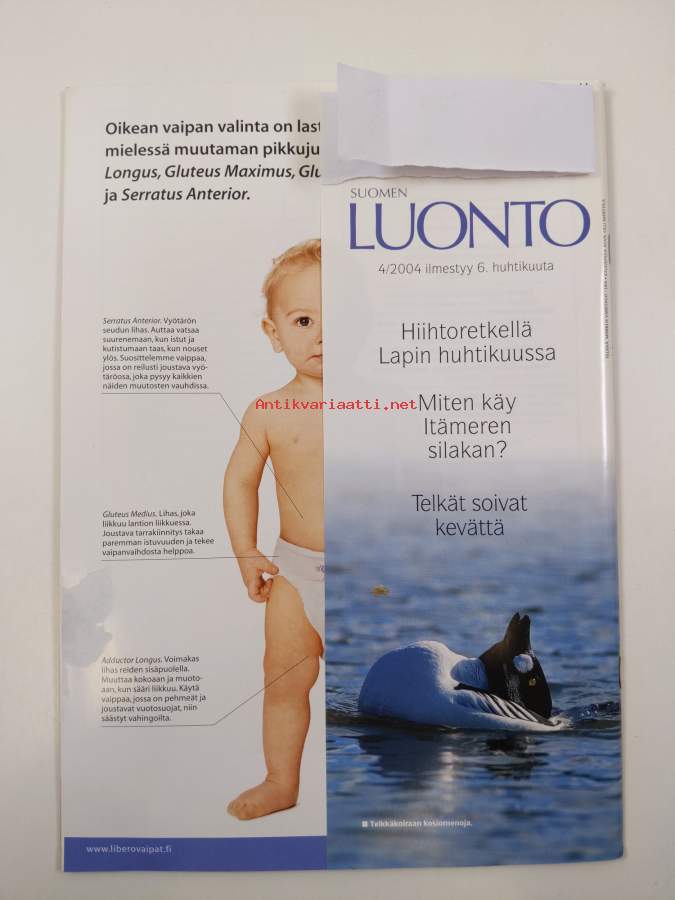 Oikean vaipan valinta on last
mielessä muutaman pikkuju
Longus, Gluteus Maximus, Glu
ja Serratus Anterior.
Serratus Anterior. Vyötärön
seudun lihas. Auttaa vatsaa
suurenemaan, kun istut ja
kutistumaan taas, kun nouset
ylös. Suosittelemme vaippaa,
jossa on reilusti joustava vyö-
täröosa, joka pysyy kaikkien
näiden muutosten vauhdissa.
Gluteus Medius. Lihas, joka
liikkuu lantion liikkuessa.
Joustava tarrakiinnitys takaa
paremman istuvuuden ja tekee
vaipanvaihdosta helppoa.
Adductor Longus. Voimakas
lihas reiden sisäpuolella.
Muuttaa kokoaan ja muoto-
aan, kun sääri liikkuu. Käytä
vaippaa, jossa on pehmeät ja
joustavat vuotosuojat, niin
säästyt vahingoilta.
www.liberovaipat.fi
SUOMEN
LUONTO
4/2004 ilmestyy 6. huhtikuuta
Hiihtoretkellä
Lapin huhtikuussa
Antikvariaatti.net
Miten käy
Itämeren
silakan?
Telkät soivat
kevättä
Telkkäkoiraan kosiomenoja.